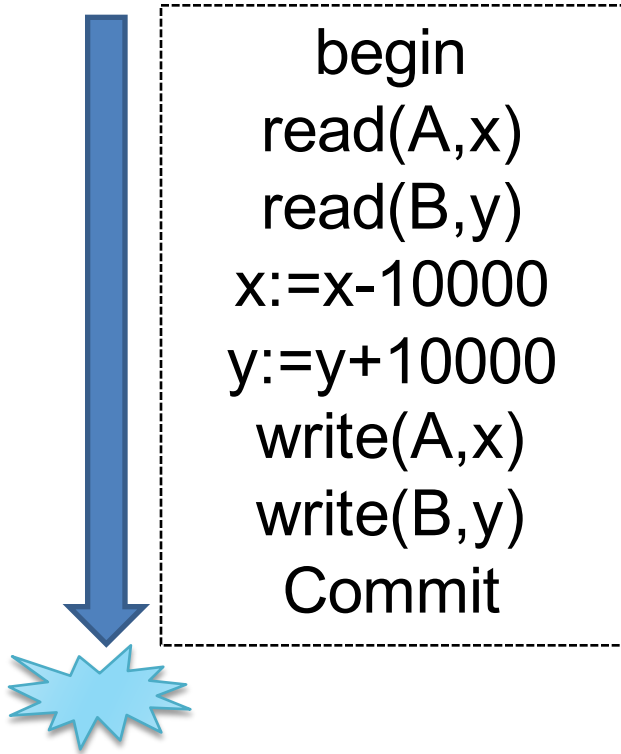 begin
read(A,x)
read(B,y)
x:=x-10000
y:=y+10000
write(A,x)
write(B,y)
Commit